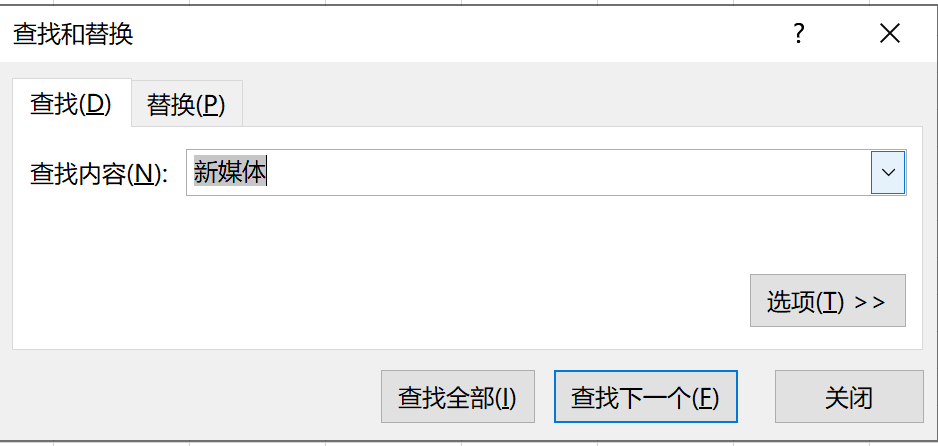 查找和替换 ?
查找(D) 替换(P)
查找内容(N): 新媒体
选项(T) >>
查找全部(I) 查找下一个(F) 关闭